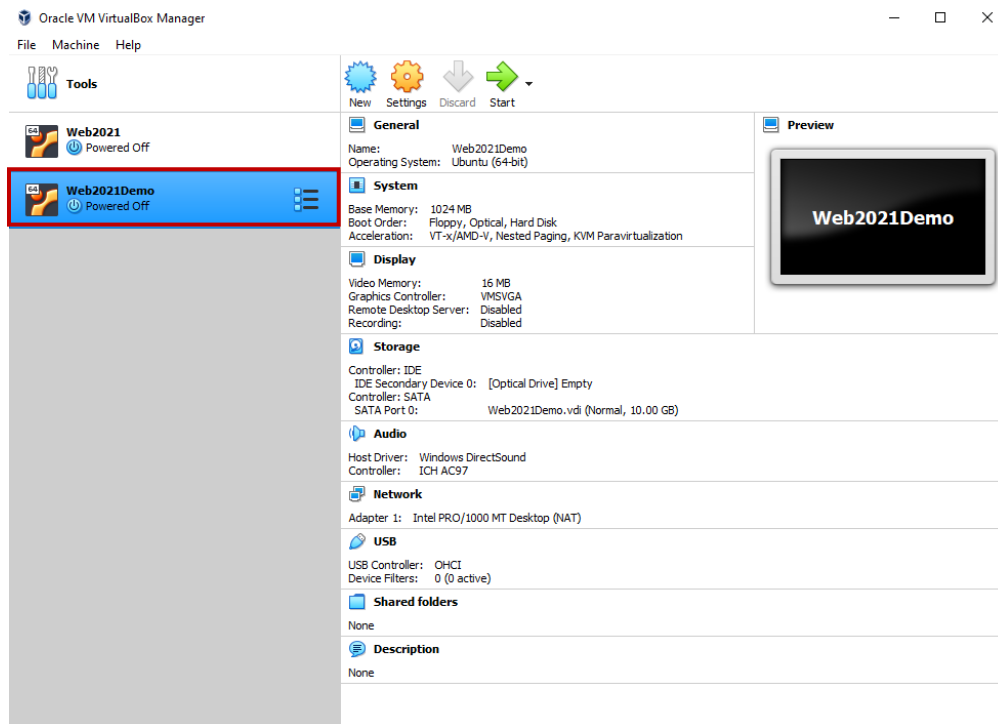 Oracle VM VirtualBox Manager
File Machine Help
Tools
New Settings Discard Start
64
Web2021
Powered Off
64
Web2021Demo
Powered Off
General
Name: Web2021Demo
Operating System: Ubuntu (64-bit)
System
Base Memory: 1024 MB
Boot Order: Floppy, Optical, Hard Disk
Acceleration: VT-x/AMD-V, Nested Paging, KVM Paravirtualization
Display
Video Memory: 16 MB
Graphics Controller: VMSVGA
Remote Desktop Server: Disabled
Recording: Disabled
Preview
Web2021Demo
Storage
Controller: IDE
IDE Secondary Device 0: [Optical Drive] Empty
Controller: SATA
SATA Port 0: Web2021Demo.vdi (Normal, 10.00 GB)
Audio
Host Driver: Windows DirectSound
Controller: ICH AC97
Network
Adapter 1: Intel PRO/1000 MT Desktop (NAT)
USB
USB Controller: OHCI
Device Filters: 0 (0 active)
Shared folders
None
Description
None